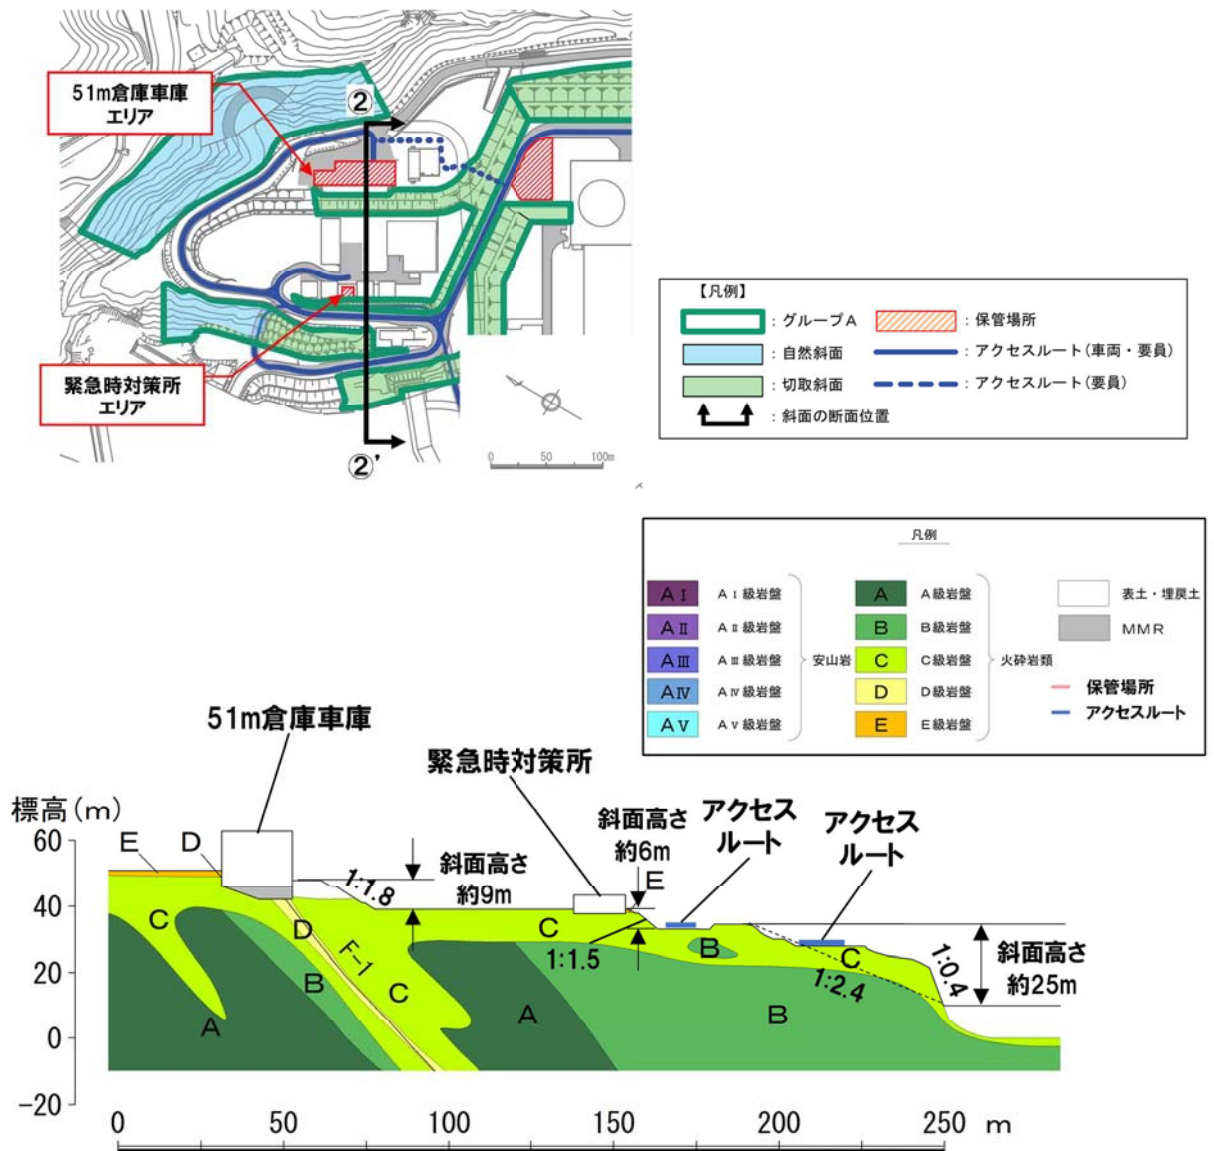 51m倉庫車庫
エリア
②
緊急時対策所
エリア
②'
0 50 100m
【凡例】
：グループA
：保管場所
：自然斜面
：アクセスルート（車両・要員）
：切取斜面
：アクセスルート（要員）
：斜面の断面位置
凡例
AⅠ AⅠ級岩盤
AⅡ AⅡ級岩盤
AⅢ AⅢ級岩盤
AⅣ AⅣ級岩盤
AⅤ AⅤ級岩盤
安山岩
A A級岩盤
B B級岩盤
C C級岩盤
D D級岩盤
E E級岩盤
火砕岩類
表土・埋戻土
MMR
保管場所
アクセスルート
51m倉庫車庫
緊急時対策所
アクセス
ルート
アクセス
ルート
標高（m）
60
40
20
0
-20
E
D
1:1.8
斜面高さ
約9m
斜面高さ
約6m
E
C
D
F-1
B
C
A
A
C
1:1.5
B
B
C
1:2.4
1:0.4
斜面高さ
約25m
0 50 100 150 200 250 m